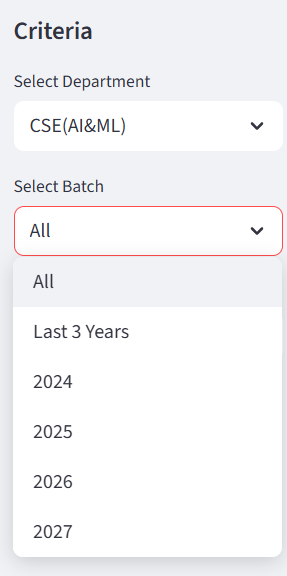 Criteria
Select Department
CSE(AI&ML)
Select Batch
All
All
Last 3 Years
2024
2025
2026
2027